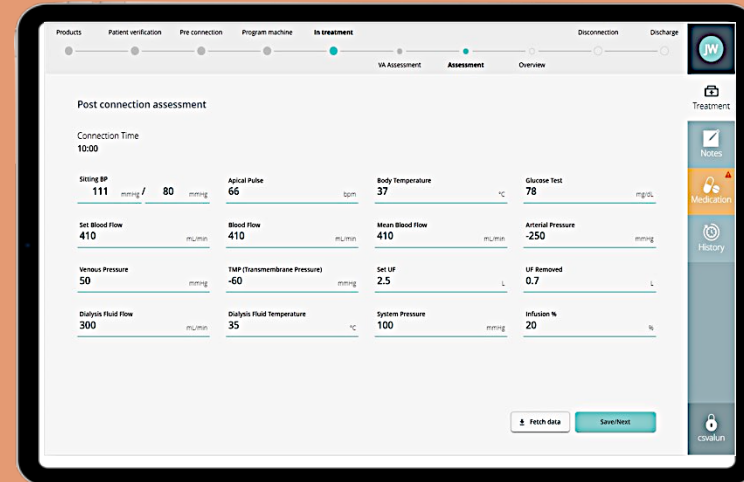 Products Patient verification Pre connection Program machine In treatment Disconnection Discharge
VA Assessment Assessment Overview
JW
Treatment
Notes
Medication
History
csvalun
Post connection assessment
Connection Time
10:00
Sitting BP Apical Pulse Body Temperature Glucose Test
111 mmHg / 80 mmHg 66 bpm 37 °C 78 mg/dL
Set Blood Flow Blood Flow Mean Blood Flow Arterial Pressure
410 mL/min 410 mL/min 410 mL/min -250 mmHg
Venous Pressure TMP (Transmembrane Pressure) Set UF UF Removed
50 mmHg -60 mmHg 2.5 L 0.7 L
Dialysis Fluid Flow Dialysis Fluid Temperature System Pressure Infusion %
300 mL/min 35 °C 100 mmHg 20 %
Fetch data Save/Next